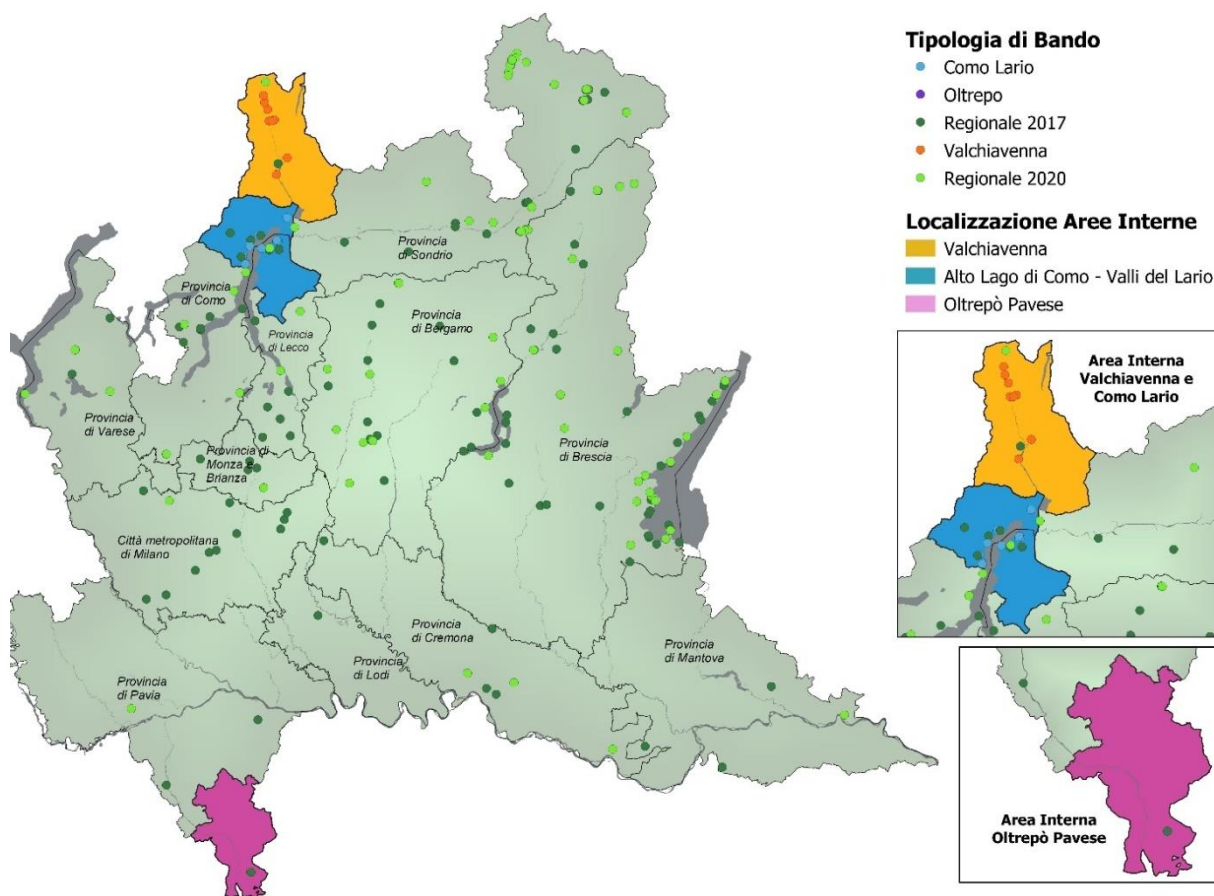 Tipologia di Bando
Como Lario
Oltrepo
Regionale 2017
Valchiavenna
Regionale 2020
Localizzazione Aree Interne
Valchiavenna
Alto Lago di Como - Valli del Lario
Oltrepò Pavese
Provincia
di Sondrio
Provincia
di Como
Provincia
di Bergamo
Provincia
di Lecco
Provincia
di Varese
Provincia di
Monza e
Brianza
Provincia
di Brescia
Città metropolitana
di Milano
Provincia
di Cremona
Provincia
di Mantova
Provincia
di Lodi
Provincia
di Pavia
Area Interna
Valchiavenna e
Como Lario
Area Interna
Oltrepò Pavese